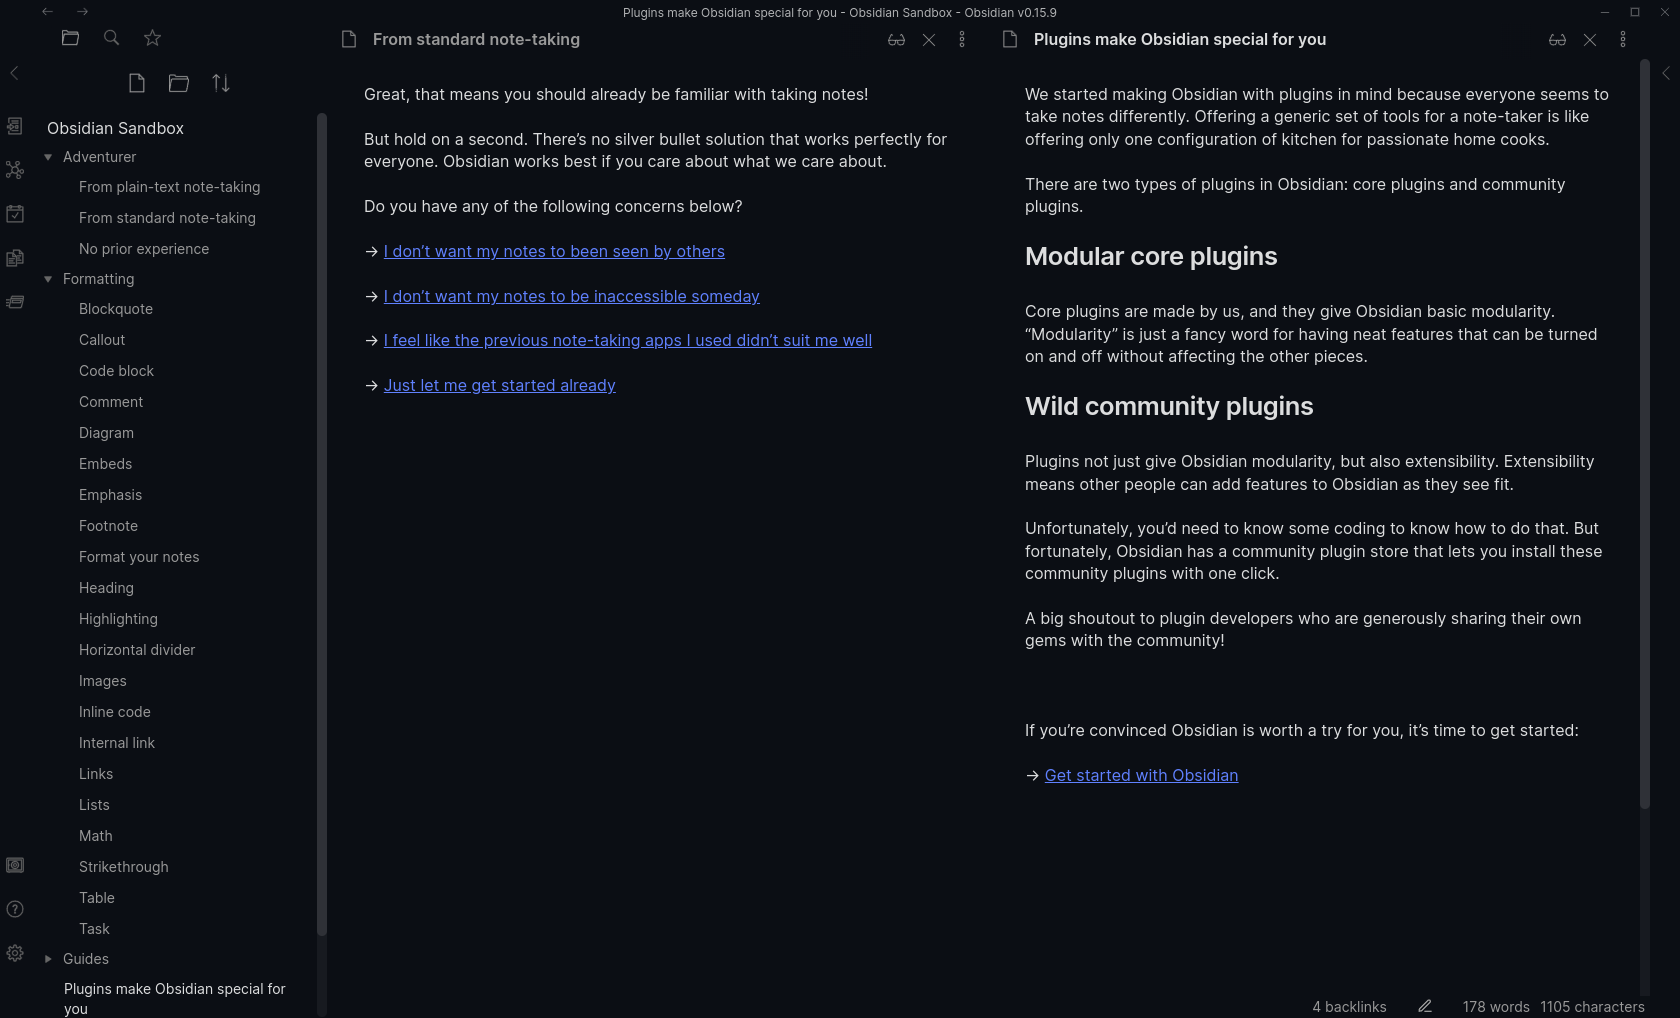 Plugins make Obsidian special for you - Obsidian Sandbox - Obsidian v0.15.9
Obsidian Sandbox
Adventurer
From plain-text note-taking
From standard note-taking
No prior experience
Formatting
Blockquote
Callout
Code block
Comment
Diagram
Embeds
Emphasis
Footnote
Format your notes
Heading
Highlighting
Horizontal divider
Images
Inline code
Internal link
Links
Lists
Math
Strikethrough
Table
Task
Guides
Plugins make Obsidian special for
you
From standard note-taking
Great, that means you should already be familiar with taking notes!
But hold on a second. There’s no silver bullet solution that works perfectly for
everyone. Obsidian works best if you care about what we care about.
Do you have any of the following concerns below?
→ I don’t want my notes to been seen by others
→ I don’t want my notes to be inaccessible someday
→ I feel like the previous note-taking apps I used didn’t suit me well
→ Just let me get started already
Plugins make Obsidian special for you
We started making Obsidian with plugins in mind because everyone seems to
take notes differently. Offering a generic set of tools for a note-taker is like
offering only one configuration of kitchen for passionate home cooks.
There are two types of plugins in Obsidian: core plugins and community
plugins.
Modular core plugins
Core plugins are made by us, and they give Obsidian basic modularity.
“Modularity” is just a fancy word for having neat features that can be turned
on and off without affecting the other pieces.
Wild community plugins
Plugins not just give Obsidian modularity, but also extensibility. Extensibility
means other people can add features to Obsidian as they see fit.
Unfortunately, you’d need to know some coding to know how to do that. But
fortunately, Obsidian has a community plugin store that lets you install these
community plugins with one click.
A big shoutout to plugin developers who are generously sharing their own
gems with the community!
If you’re convinced Obsidian is worth a try for you, it’s time to get started:
→ Get started with Obsidian
4 backlinks 178 words 1105 characters